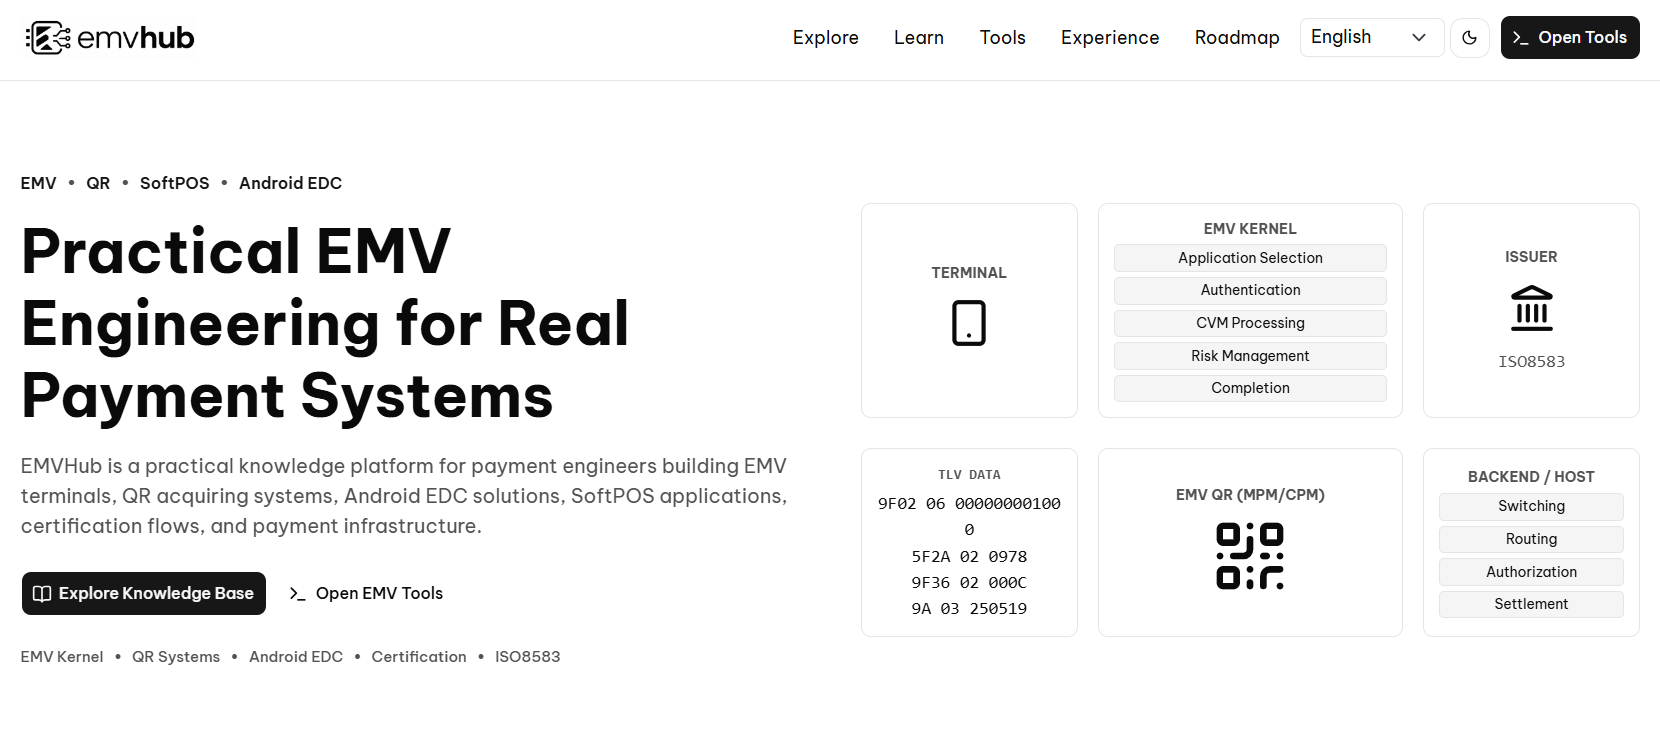 emvhub
Explore Learn Tools Experience Roadmap English Open Tools
EMV • QR • SoftPOS • Android EDC
Practical EMV
Engineering for Real
Payment Systems
EMVHub is a practical knowledge platform for payment engineers building EMV
terminals, QR acquiring systems, Android EDC solutions, SoftPOS applications,
certification flows, and payment infrastructure.
Explore Knowledge Base Open EMV Tools
EMV Kernel • QR Systems • Android EDC • Certification • ISO8583
TERMINAL
EMV KERNEL
Application Selection
Authentication
CVM Processing
Risk Management
Completion
ISSUER
ISO8583
TLV DATA
9F02 06 00000000100
0
5F2A 02 0978
9F36 02 000C
9A 03 250519
EMV QR (MPM/CPM)
BACKEND / HOST
Switching
Routing
Authorization
Settlement